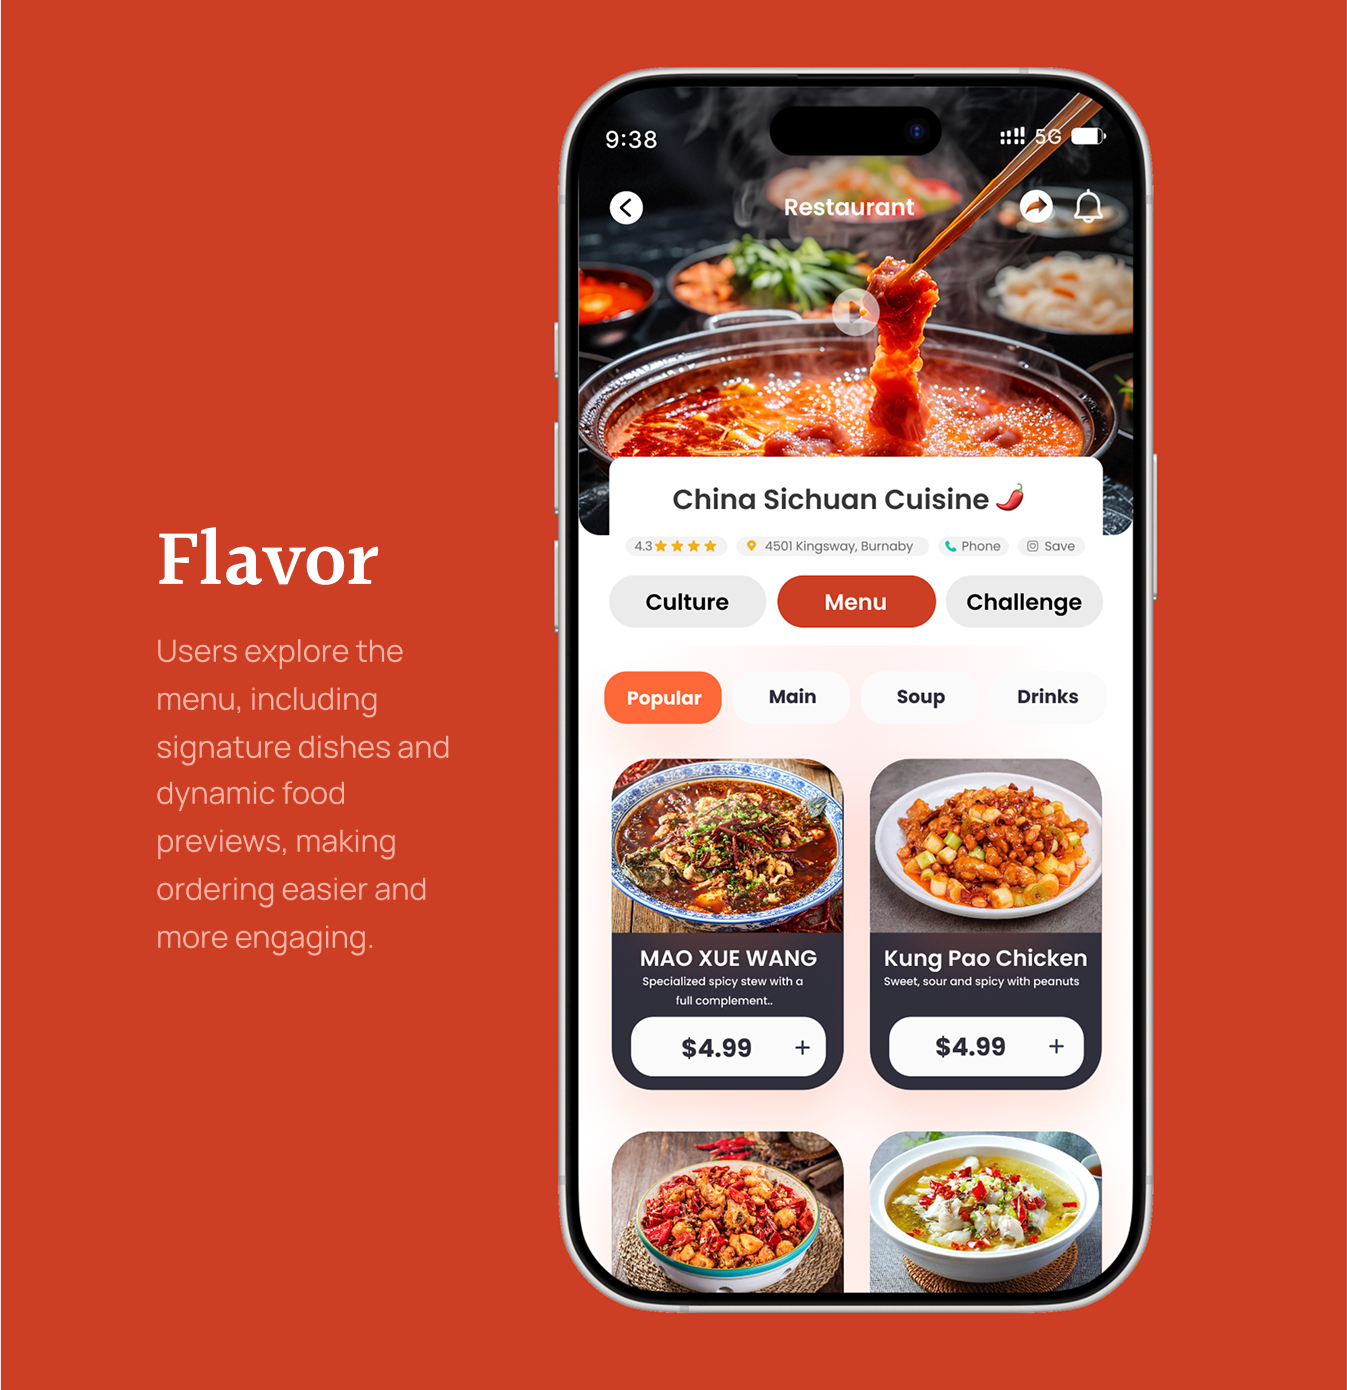 9:38
5G
Restaurant
China Sichuan Cuisine
4.3
4501 Kingsway, Burnaby
Phone
Save
Culture
Menu
Challenge
Popular
Main
Soup
Drinks
MAO XUE WANG
Specialized spicy stew with a
full complement..
$4.99 +
Kung Pao Chicken
Sweet, sour and spicy with peanuts
$4.99 +
Flavor
Users explore the
menu, including
signature dishes and
dynamic food
previews, making
ordering easier and
more engaging.